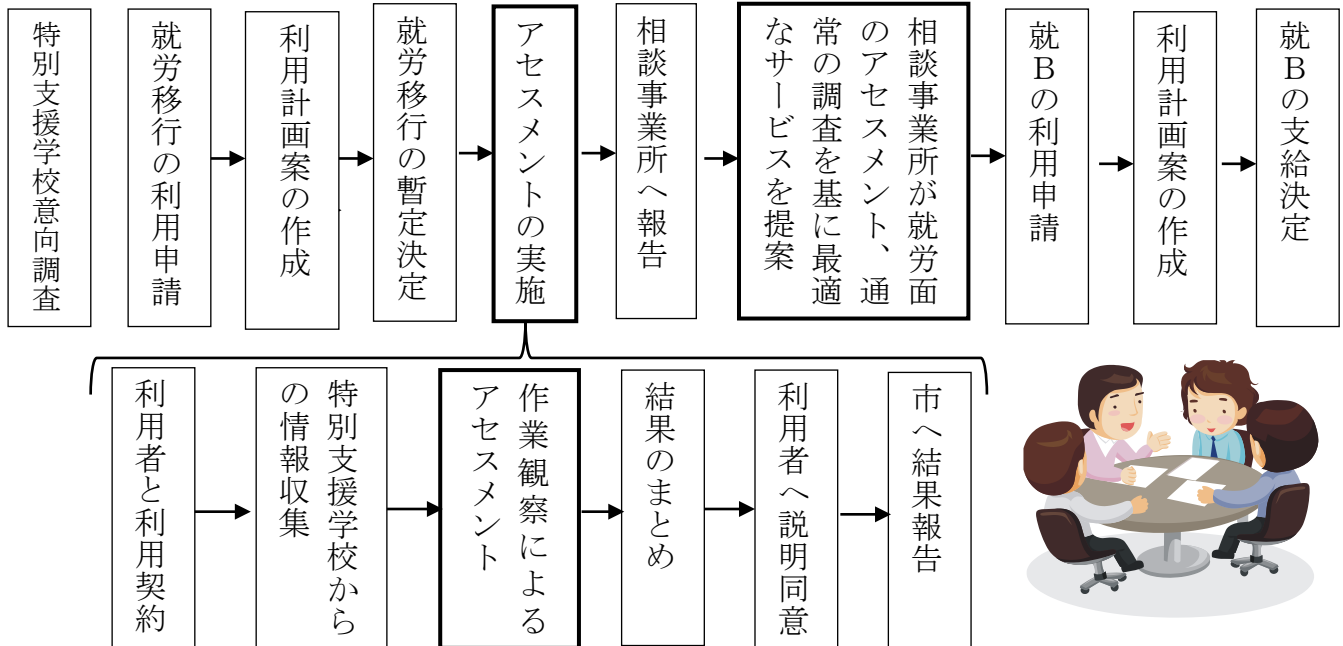 特別支援学校意向調査
就労移行の利用申請
利用計画案の作成
就労移行の暫定決定
アセスメントの実施
相談事業所へ報告
相談事業所が就労面
のアセスメント、通
常の調査を基に最適
なサービスを提案
就Ｂの利用申請
利用計画案の作成
就Ｂの支給決定
利用者と利用契約
特別支援学校から
の情報収集
作業観察による
アセスメント
結果のまとめ
利用者へ説明同意
市へ結果報告